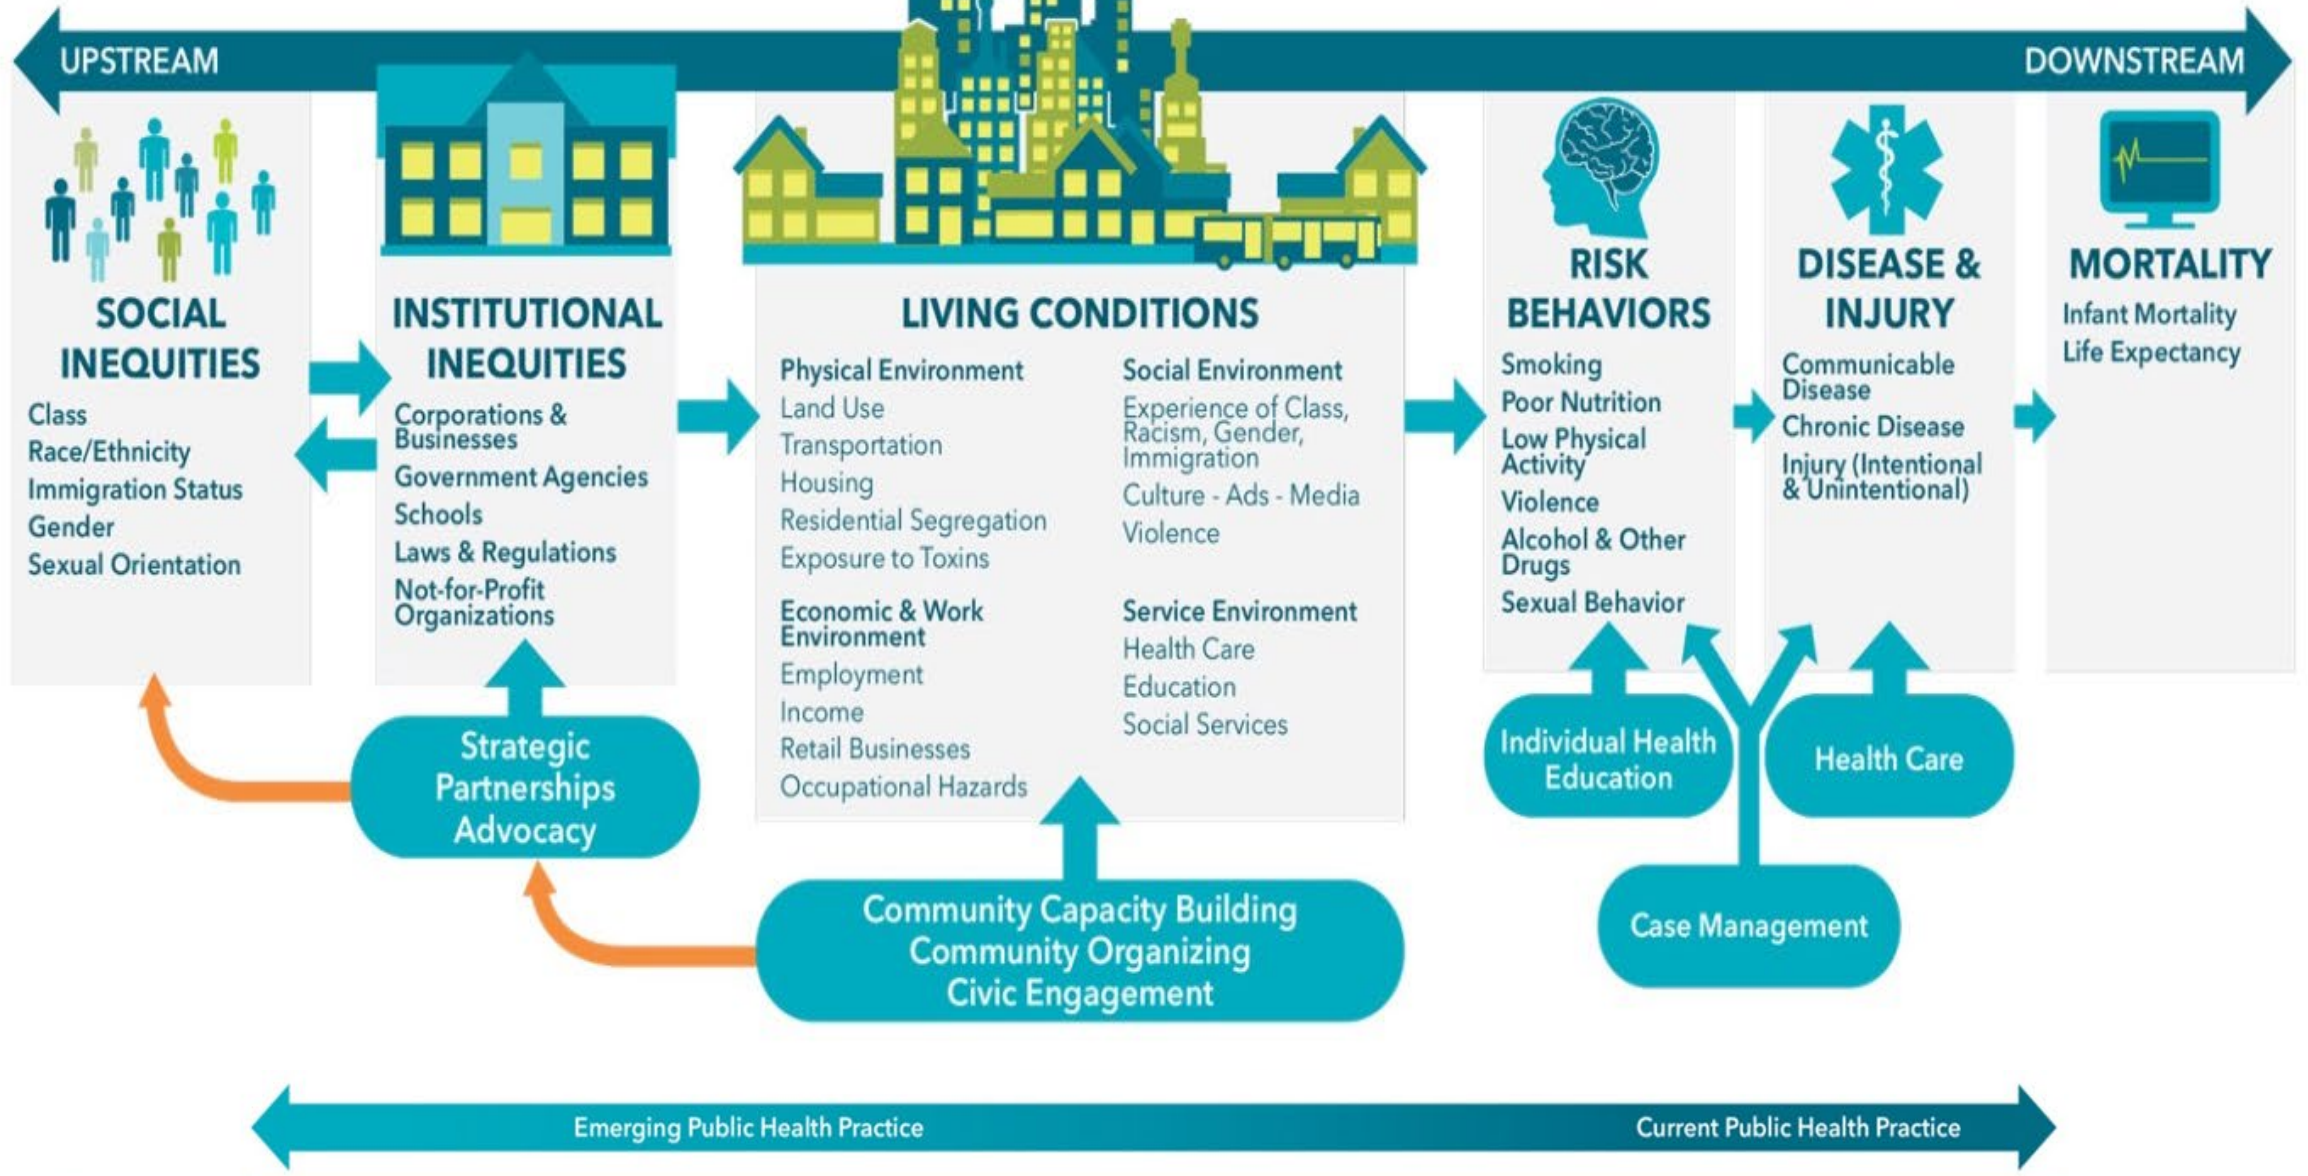 UPSTREAM
DOWNSTREAM
SOCIAL
INEQUITIES
Class
Race/Ethnicity
Immigration Status
Gender
Sexual Orientation
INSTITUTIONAL
INEQUITIES
Corporations &
Businesses
Government Agencies
Schools
Laws & Regulations
Not-for-Profit
Organizations
LIVING CONDITIONS
Physical Environment
Land Use
Transportation
Housing
Residential Segregation
Exposure to Toxins
Economic & Work
Environment
Employment
Income
Retail Businesses
Occupational Hazards
Social Environment
Experience of Class,
Racism, Gender,
Immigration
Culture - Ads - Media
Violence
Service Environment
Health Care
Education
Social Services
RISK
BEHAVIORS
Smoking
Poor Nutrition
Low Physical
Activity
Violence
Alcohol & Other
Drugs
Sexual Behavior
DISEASE &
INJURY
Communicable
Disease
Chronic Disease
Injury (Intentional
& Unintentional)
MORTALITY
Infant Mortality
Life Expectancy
Strategic
Partnerships
Advocacy
Community Capacity Building
Community Organizing
Civic Engagement
Individual Health
Education
Health Care
Case Management
Emerging Public Health Practice
Current Public Health Practice